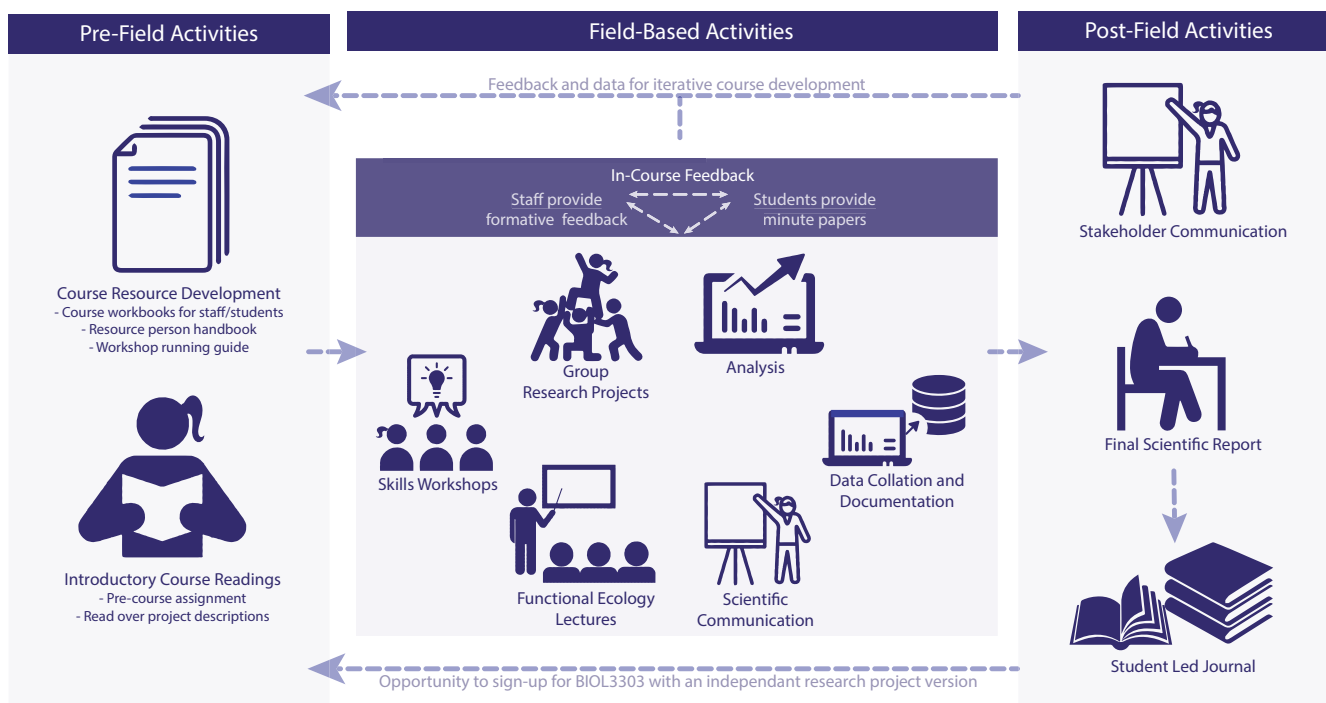 Pre-Field Activities
Field-Based Activities
Post-Field Activities
Feedback and data for iterative course development
In-Course Feedback
Staff provide
formative feedback
Students provide
minute papers
Course Resource Development
- Course workbooks for staff/students
- Resource person handbook
- Workshop running guide
Introductory Course Readings
- Pre-course assignment
- Read over project descriptions
Group
Research Projects
Analysis
Skills Workshops
Data Collation and
Documentation
Functional Ecology
Lectures
Scientific
Communication
Stakeholder Communication
Final Scientific Report
Student Led Journal
Opportunity to sign-up for BIOL3303 with an independant research project version